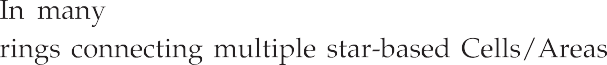 In many
rings connecting multiple star-based Cells/Areas